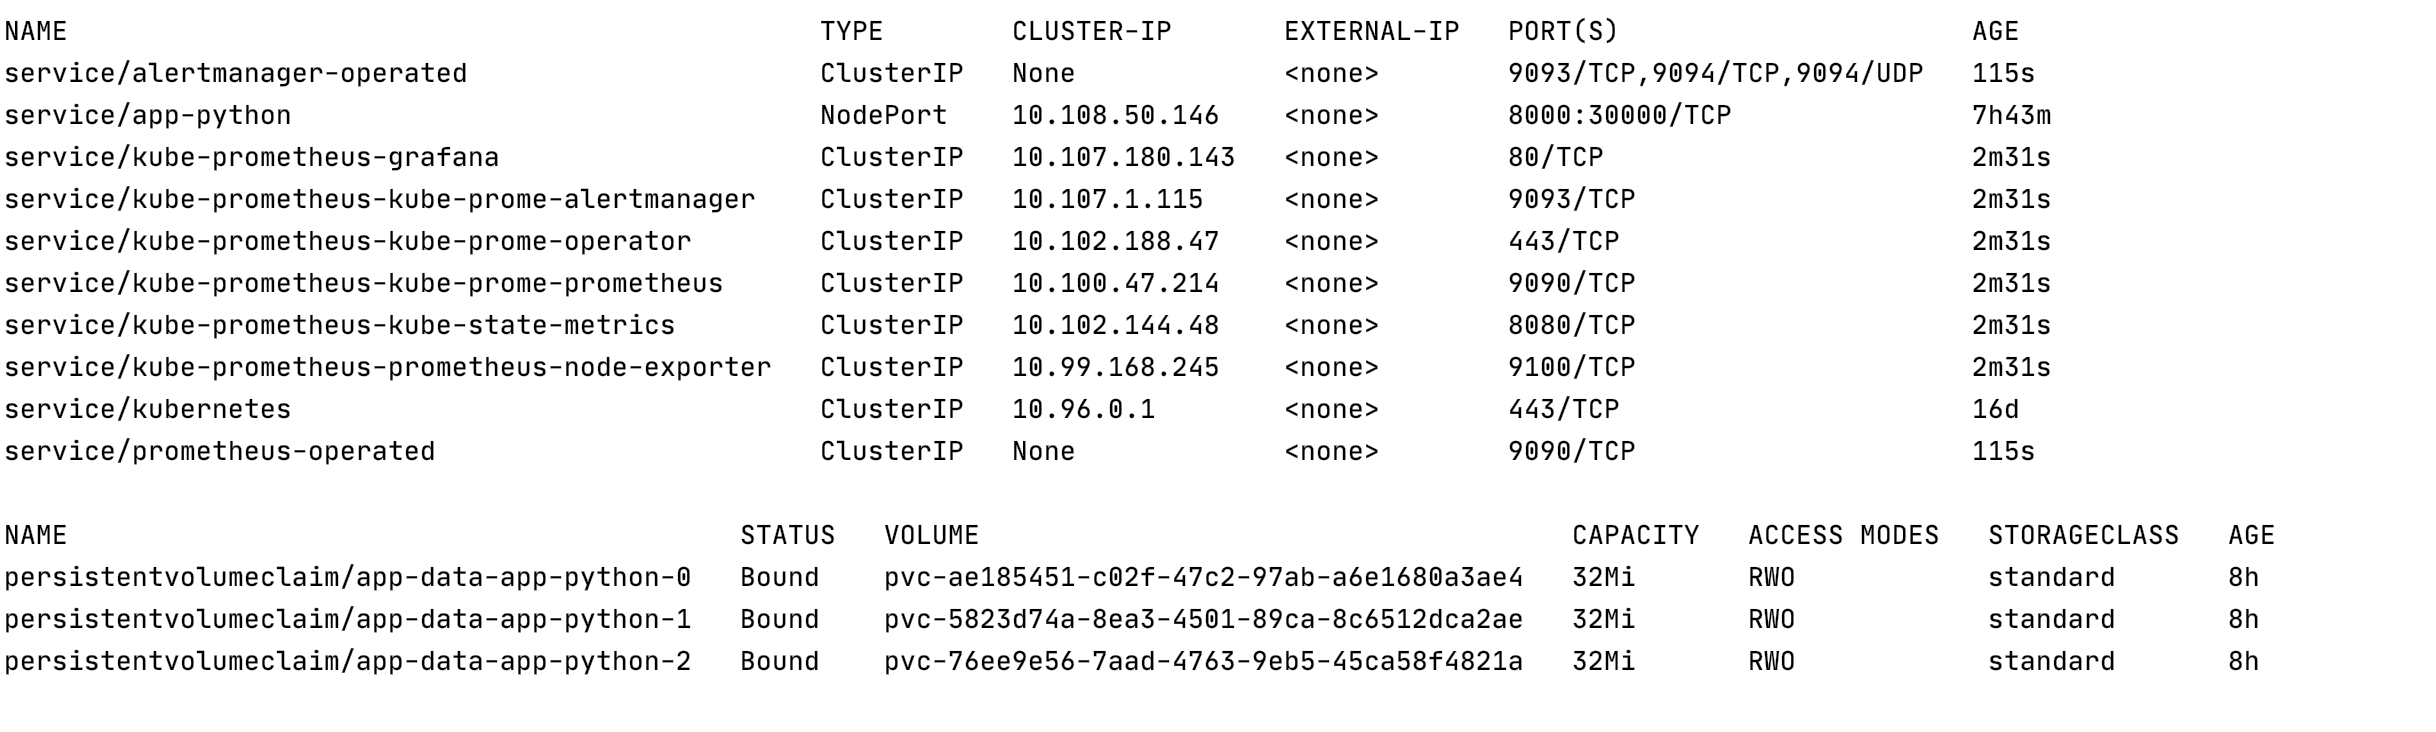 NAME                                               TYPE        CLUSTER-IP       EXTERNAL-IP   PORT(S)                      AGE
service/alertmanager-operated                      ClusterIP   None             <none>        9093/TCP,9094/TCP,9094/UDP   115s
service/app-python                                 NodePort    10.108.50.146    <none>        8000:30000/TCP               7h43m
service/kube-prometheus-grafana                    ClusterIP   10.107.180.143   <none>        80/TCP                       2m31s
service/kube-prometheus-kube-prome-alertmanager    ClusterIP   10.107.1.115     <none>        9093/TCP                     2m31s
service/kube-prometheus-kube-prome-operator        ClusterIP   10.102.188.47    <none>        443/TCP                      2m31s
service/kube-prometheus-kube-prome-prometheus      ClusterIP   10.100.47.214    <none>        9090/TCP                     2m31s
service/kube-prometheus-kube-state-metrics         ClusterIP   10.102.144.48    <none>        8080/TCP                     2m31s
service/kube-prometheus-prometheus-node-exporter   ClusterIP   10.99.168.245    <none>        9100/TCP                     2m31s
service/kubernetes                                 ClusterIP   10.96.0.1        <none>        443/TCP                      16d
service/prometheus-operated                        ClusterIP   None             <none>        9090/TCP                     115s

NAME                                          STATUS   VOLUME                                     CAPACITY   ACCESS MODES   STORAGECLASS   AGE
persistentvolumeclaim/app-data-app-python-0   Bound    pvc-ae185451-c02f-47c2-97ab-a6e1680a3ae4   32Mi       RWO            standard       8h
persistentvolumeclaim/app-data-app-python-1   Bound    pvc-5823d74a-8ea3-4501-89ca-8c6512dca2ae   32Mi       RWO            standard       8h
persistentvolumeclaim/app-data-app-python-2   Bound    pvc-76ee9e56-7aad-4763-9eb5-45ca58f4821a   32Mi       RWO            standard       8h